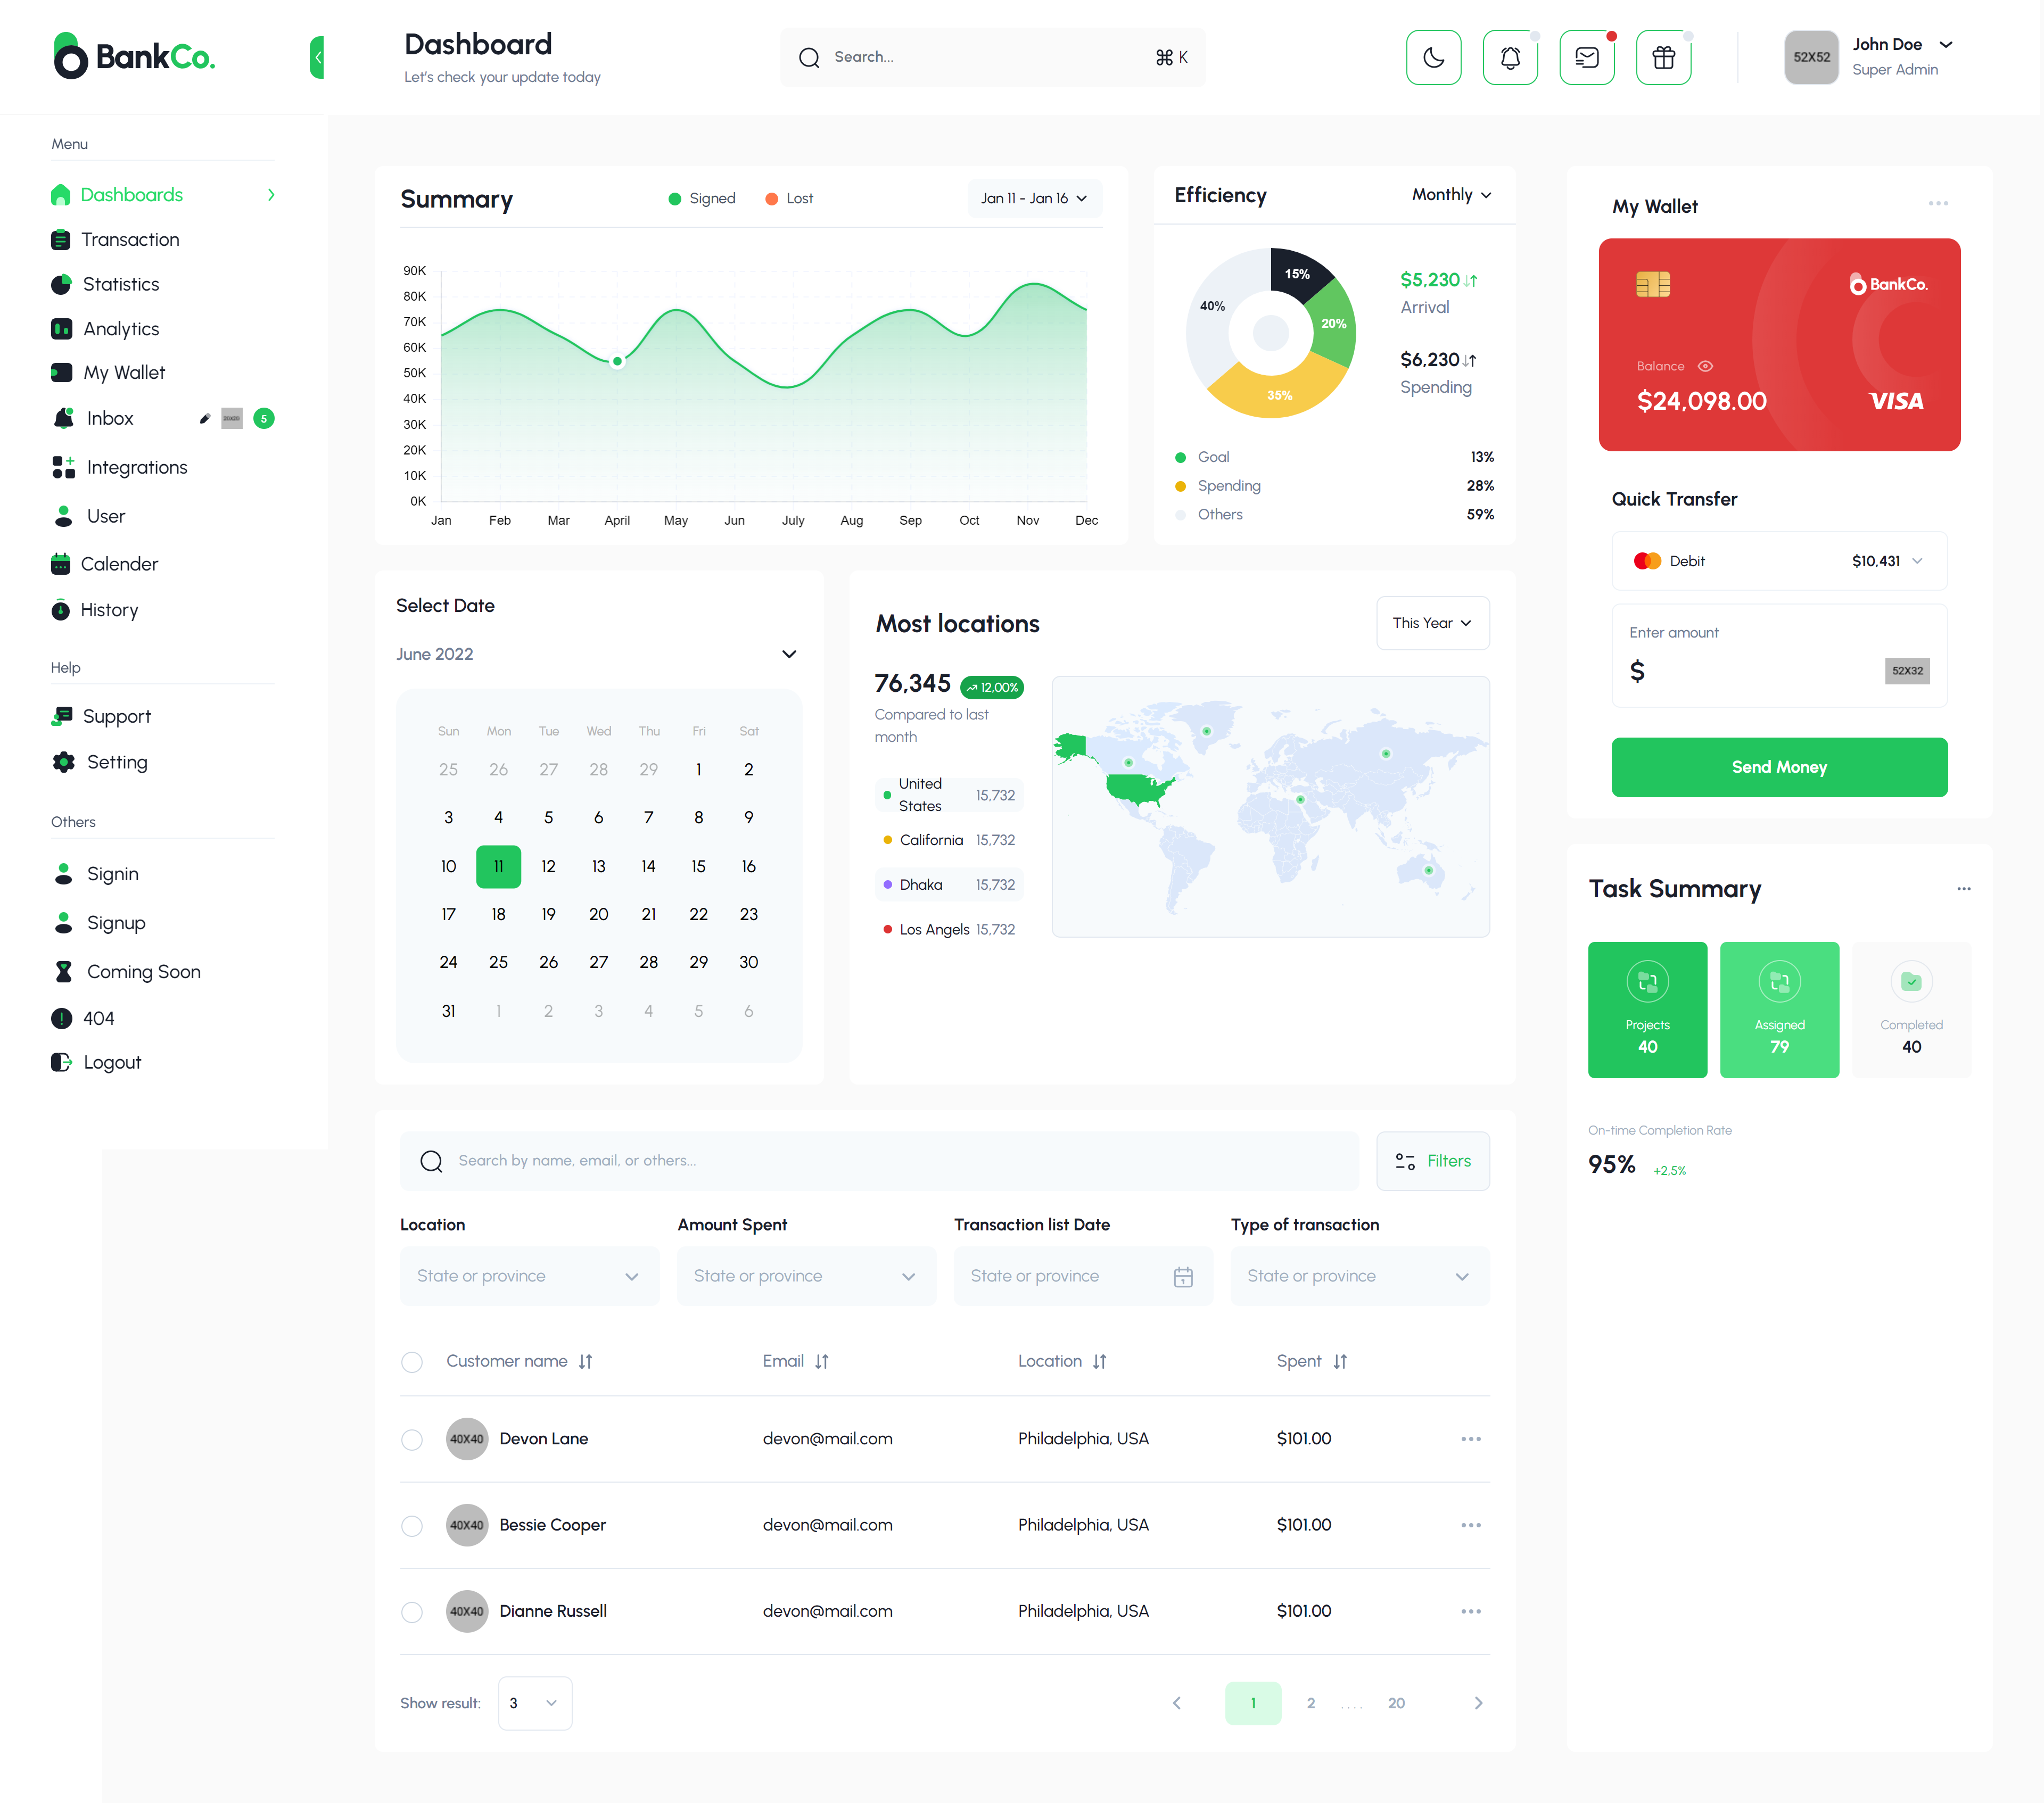 BankCo.
Dashboard
Let's check your update today
Search...
⌘ K
52X52
John Doe
Super Admin
Menu
Dashboards
Transaction
Statistics
Analytics
My Wallet
Inbox
5
Integrations
User
Calender
History
Help
Support
Setting
Others
Signin
Signup
Coming Soon
404
Logout
Summary
Signed
Lost
Jan 11 - Jan 16
90K
80K
70K
60K
50K
40K
30K
20K
10K
0K
Jan Feb Mar April May Jun July Aug Sep Oct Nov Dec
Efficiency
Monthly
15%
20%
35%
40%
$5,230
Arrival
$6,230
Spending
Goal 13%
Spending 28%
Others 59%
My Wallet
BankCo.
Balance
$24,098.00
VISA
Quick Transfer
Debit $10,431
Enter amount
$
52X32
Send Money
Select Date
June 2022
Sun Mon Tue Wed Thu Fri Sat
25 26 27 28 29 1 2
3 4 5 6 7 8 9
10 11 12 13 14 15 16
17 18 19 20 21 22 23
24 25 26 27 28 29 30
31 1 2 3 4 5 6
Most locations
This Year
76,345 12,00%
Compared to last
month
United
States 15,732
California 15,732
Dhaka 15,732
Los Angels 15,732
Task Summary
Projects
40
Assigned
79
Completed
40
On-time Completion Rate
95% +2.5%
Search by name, email, or others...
Filters
Location
State or province
Amount Spent
State or province
Transaction list Date
State or province
Type of transaction
State or province
Customer name Email Location Spent
40X40 Devon Lane devon@mail.com Philadelphia, USA $101.00
40X40 Bessie Cooper devon@mail.com Philadelphia, USA $101.00
40X40 Dianne Russell devon@mail.com Philadelphia, USA $101.00
Show result: 3
1 2 .... 20